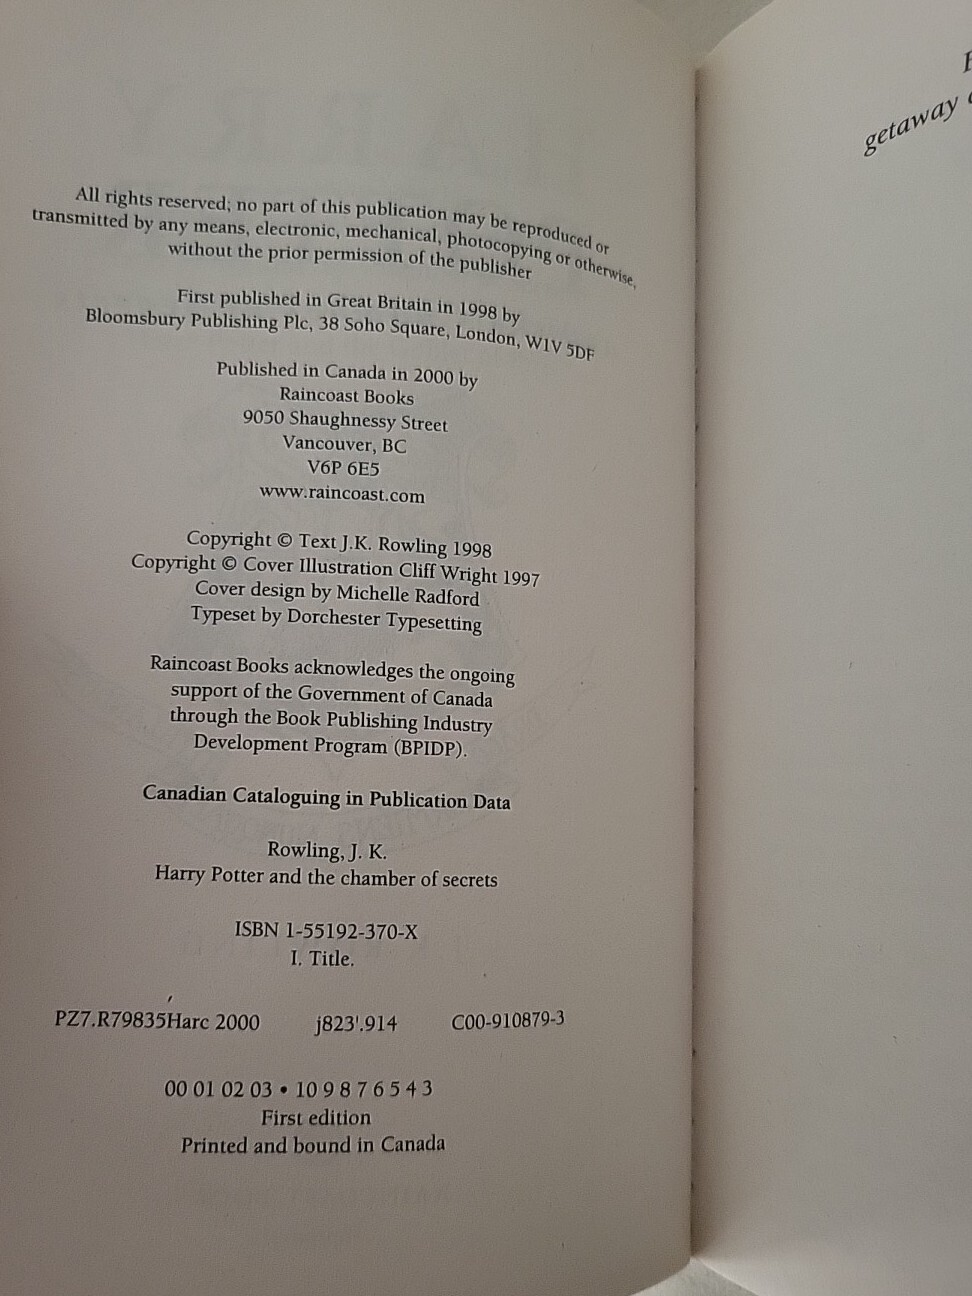 All rights reserved; no part of this publication may be reproduced or
transmitted by any means, electronic, mechanical, photocopying or otherwise,
without the prior permission of the publisher
First published in Great Britain in 1998 by
Bloomsbury Publishing Plc, 38 Soho Square, London, W1V 5DF
Published in Canada in 2000 by
Raincoast Books
9050 Shaughnessy Street
Vancouver, BC
V6P 6E5
www.raincoast.com
Copyright © Text J.K. Rowling 1998
Copyright © Cover Illustration Cliff Wright 1997
Cover design by Michelle Radford
Typeset by Dorchester Typesetting
Raincoast Books acknowledges the ongoing
support of the Government of Canada
through the Book Publishing Industry
Development Program (BPIDP).
Canadian Cataloguing in Publication Data
Rowling, J. K.
Harry Potter and the chamber of secrets
ISBN 1-55192-370-X
I. Title.
PZ7.R79835Harc 2000 j823'.914 C00-910879-3
00 01 02 03 • 10 9 8 7 6 5 4 3
First edition
Printed and bound in Canada
getaway